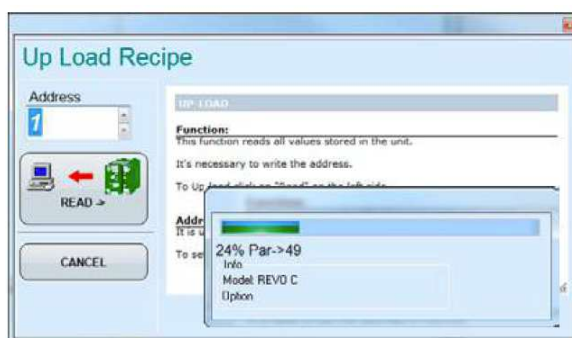 Up Load Recipe
Address
1
READ ->
CANCEL
UP LOAD
Function:
This function reads all values stored in the unit.
It's necessary to write the address.
To Up load click on "Read" on the left side
Addr
It is u
To se
24% Par->49
Info
Model: REVO C
Option